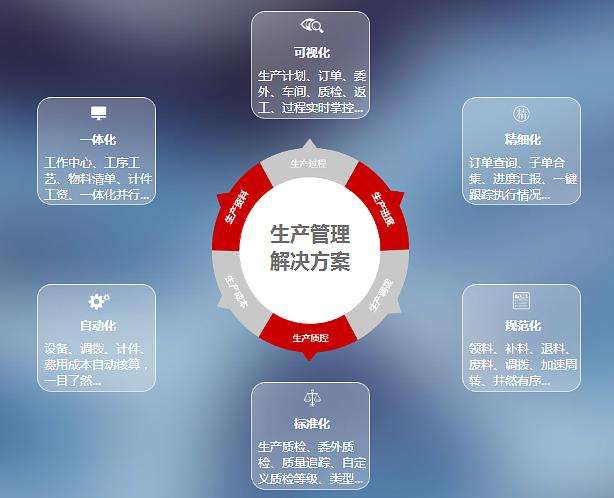 可视化
生产计划、订单、委
外、车间、质检、返
工、过程实时掌控...
一体化
工作中心、工序工
艺、物料清单、计件
工资、一体化并行...
精细化
订单查询、子单合
集、进度汇报、一键
跟踪执行情况...
生产过程
生产资料
生产进度
生产管理
解决方案
生产成本
生产质控
自动化
设备、调拨、计件、
费用成本自动核算，
一目了然...
规范化
领料、补料、退料、
废料、调拨、加速周
转、井然有序...
标准化
生产质检、委外质
检、质量追踪、自定
义质检等级、类型...